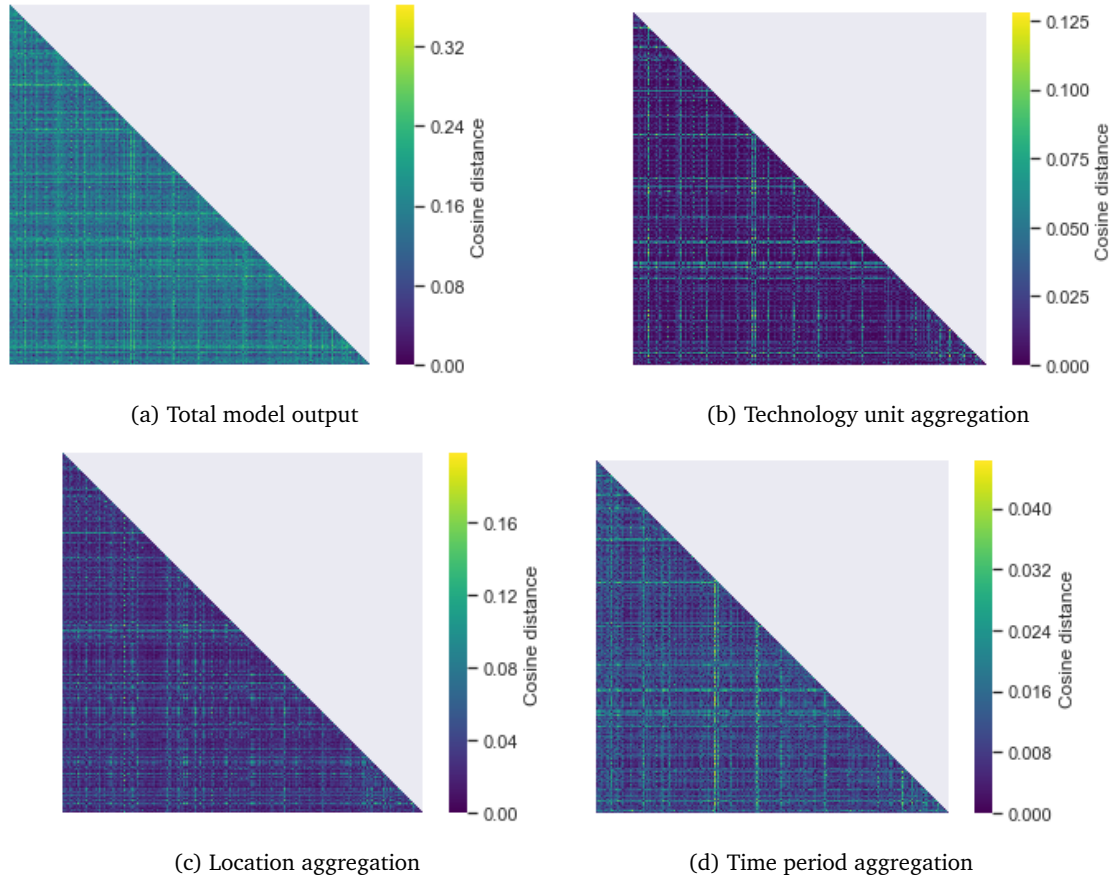 0.32
0.24
0.16
0.08
0.00
Cosine distance
(a) Total model output
0.125
0.100
0.075
0.050
0.025
0.000
Cosine distance
(b) Technology unit aggregation
0.16
0.12
0.08
0.04
0.00
Cosine distance
(c) Location aggregation
0.040
0.032
0.024
0.016
0.008
0.000
Cosine distance
(d) Time period aggregation